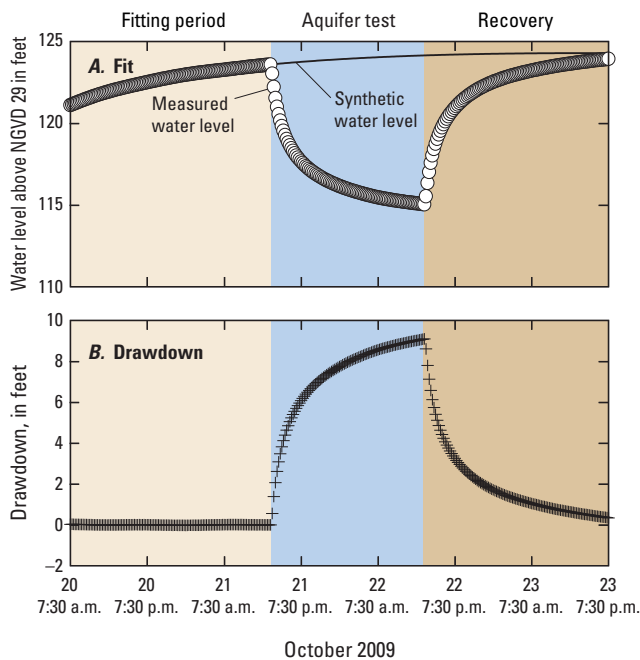 Fitting period
Aquifer test
Recovery
Water level above NGVD 29 in feet
125
120
115
110
A. Fit
Measured
water level
Synthetic
water level
Drawdown, in feet
10
8
6
4
2
0
–2
B. Drawdown
20 20 21 21 22 22 23 23
7:30 a.m. 7:30 p.m. 7:30 a.m. 7:30 p.m. 7:30 a.m. 7:30 p.m. 7:30 a.m. 7:30 p.m.
October 2009